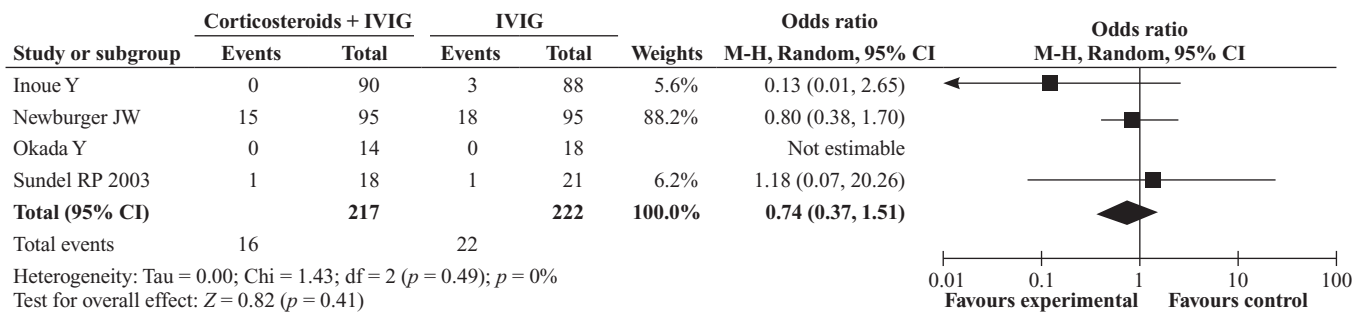 Corticosteroids + IVIG IVIG Odds ratio Odds ratio
Study or subgroup Events Total Events Total Weights M-H, Random, 95% CI M-H, Random, 95% CI
Inoue Y 0 90 3 88 5.6% 0.13 (0.01, 2.65)
Newburger JW 15 95 18 95 88.2% 0.80 (0.38, 1.70)
Okada Y 0 14 0 18 Not estimable
Sundel RP 2003 1 18 1 21 6.2% 1.18 (0.07, 20.26)
Total (95% CI) 217 222 100.0% 0.74 (0.37, 1.51)
Total events 16 22
Heterogeneity: Tau = 0.00; Chi = 1.43; df = 2 (p = 0.49); p = 0%
Test for overall effect: Z = 0.82 (p = 0.41)
0.01 0.1 1 10 100
Favours experimental Favours control